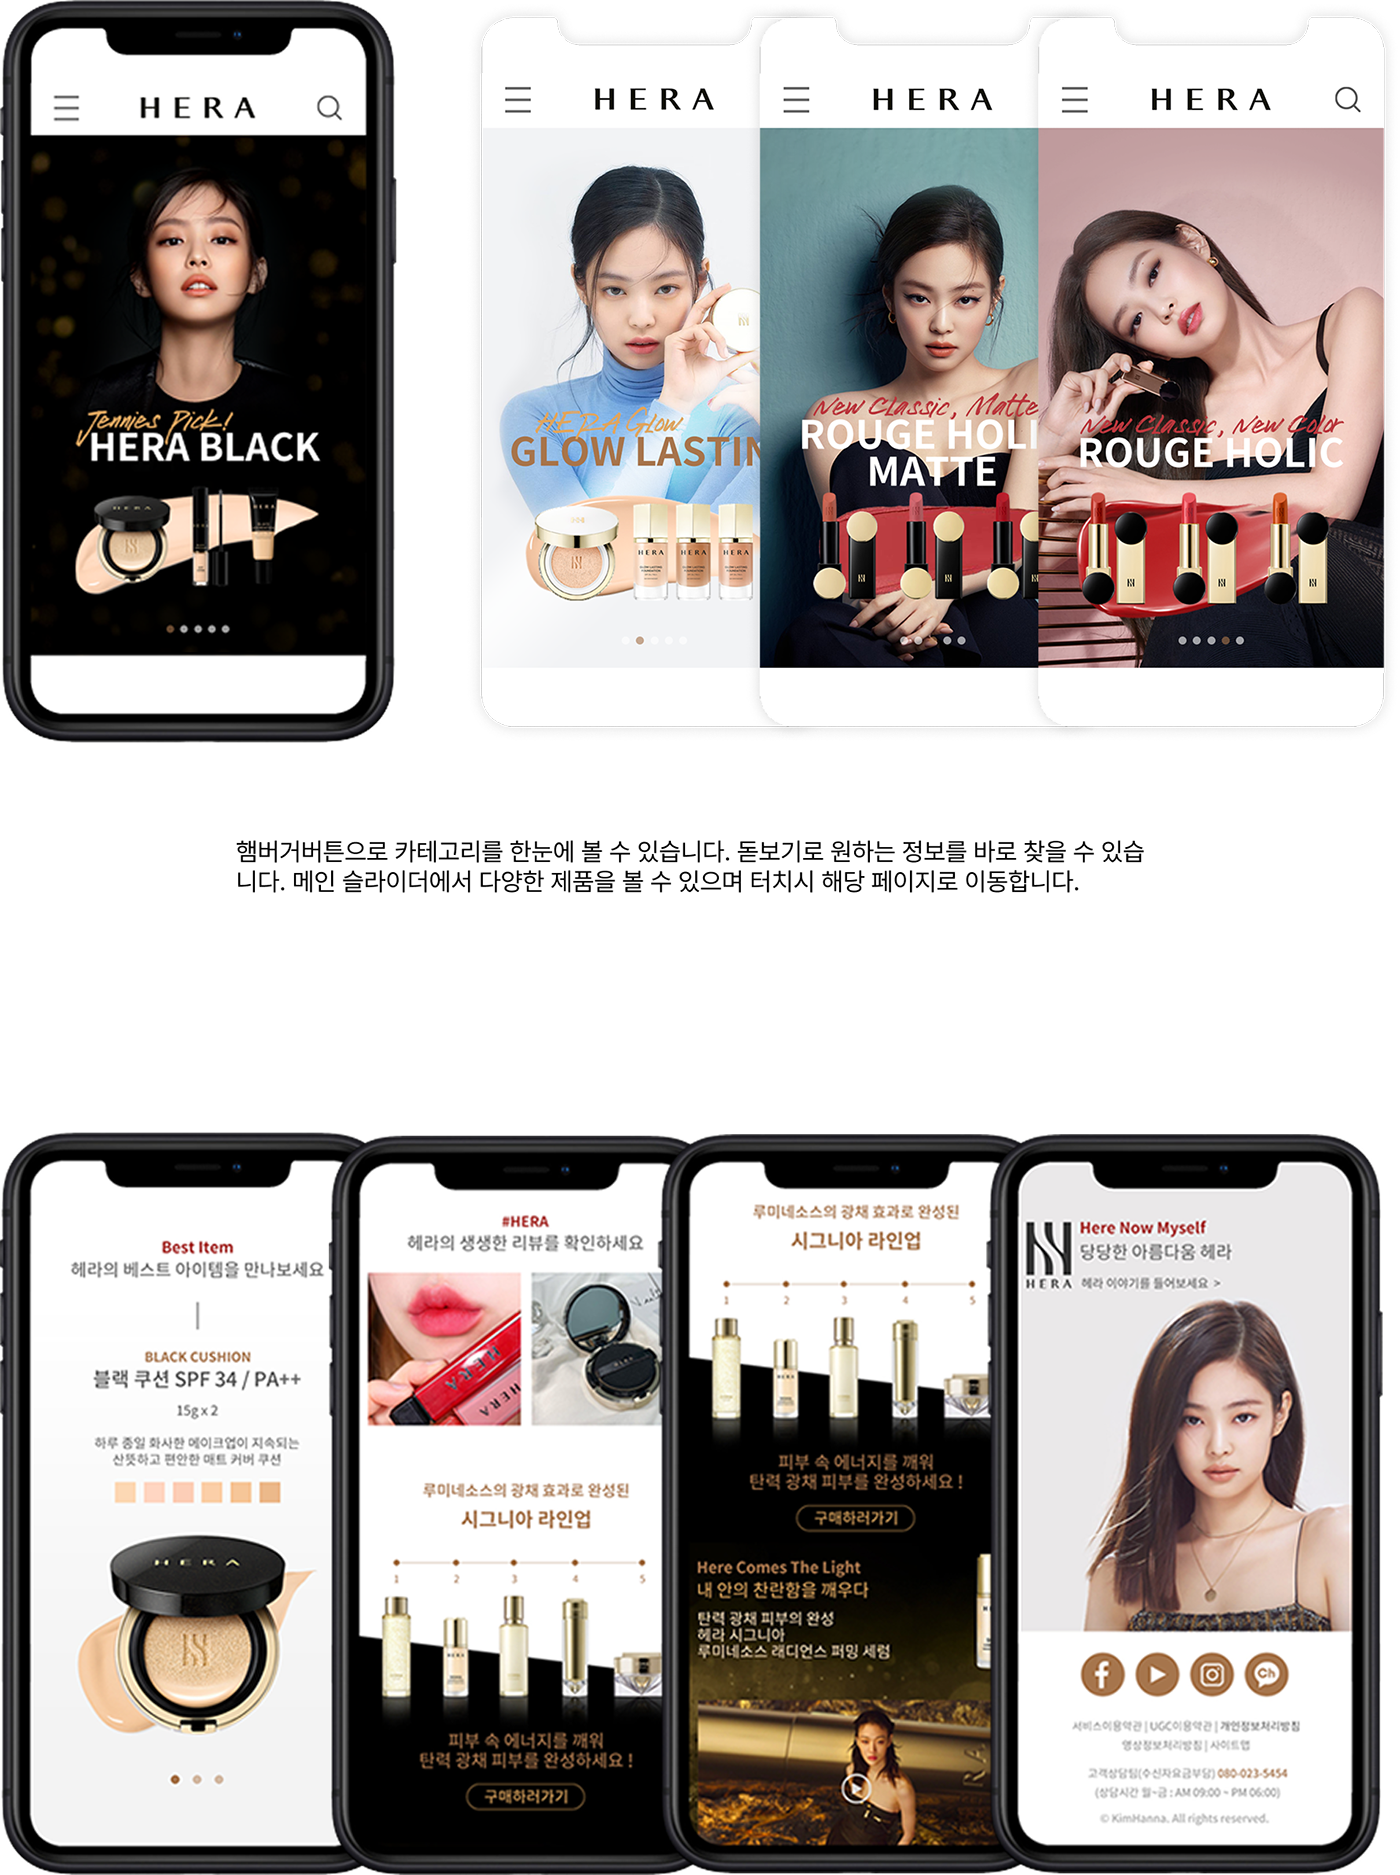 HERA
Jennies Pick!
HERA BLACK
HERA
HERA
HERA Glow
GLOW LASTIN
HERA
HERA
HERA
HERA
New Classic, Matte
ROUGE HOLI
MATTE
HERA
New Classic, New Color
ROUGE HOLIC
햄버거버튼으로 카테고리를 한눈에 볼 수 있습니다. 돋보기로 원하는 정보를 바로 찾을 수 있습
니다. 메인 슬라이더에서 다양한 제품을 볼 수 있으며 터치시 해당 페이지로 이동합니다.
Best Item
헤라의 베스트 아이템을 만나보세요
BLACK CUSHION
블랙 쿠션 SPF 34 / PA++
15g x 2
하루 종일 화사한 메이크업이 지속되는
산뜻하고 편안한 매트 커버 쿠션
HERA
#HERA
헤라의 생생한 리뷰를 확인하세요
HERA
HERA
루미네소스의 광채 효과로 완성된
시그니아 라인업
1 2 3 4 5
피부 속 에너지를 깨워
탄력 광채 피부를 완성하세요 !
구매하러가기
루미네소스의 광채 효과로 완성된
시그니아 라인업
1 2 3 4 5
피부 속 에너지를 깨워
탄력 광채 피부를 완성하세요 !
구매하러가기
Here Comes The Light
내 안의 찬란함을 깨우다
탄력 광채 피부의 완성
헤라 시그니아
루미네소스 래디언스 퍼밍 세럼
HERA
Here Now Myself
당당한 아름다움 헤라
헤라 이야기를 들어보세요 >
Ch
서비스이용약관 | UGC이용약관 | 개인정보처리방침
영상정보처리방침 | 사이트맵
고객상담팀(수신자요금부담) 080-023-5454
(상담시간 월~금 : AM 09:00 ~ PM 06:00)
© KimHanna. All rights reserved.